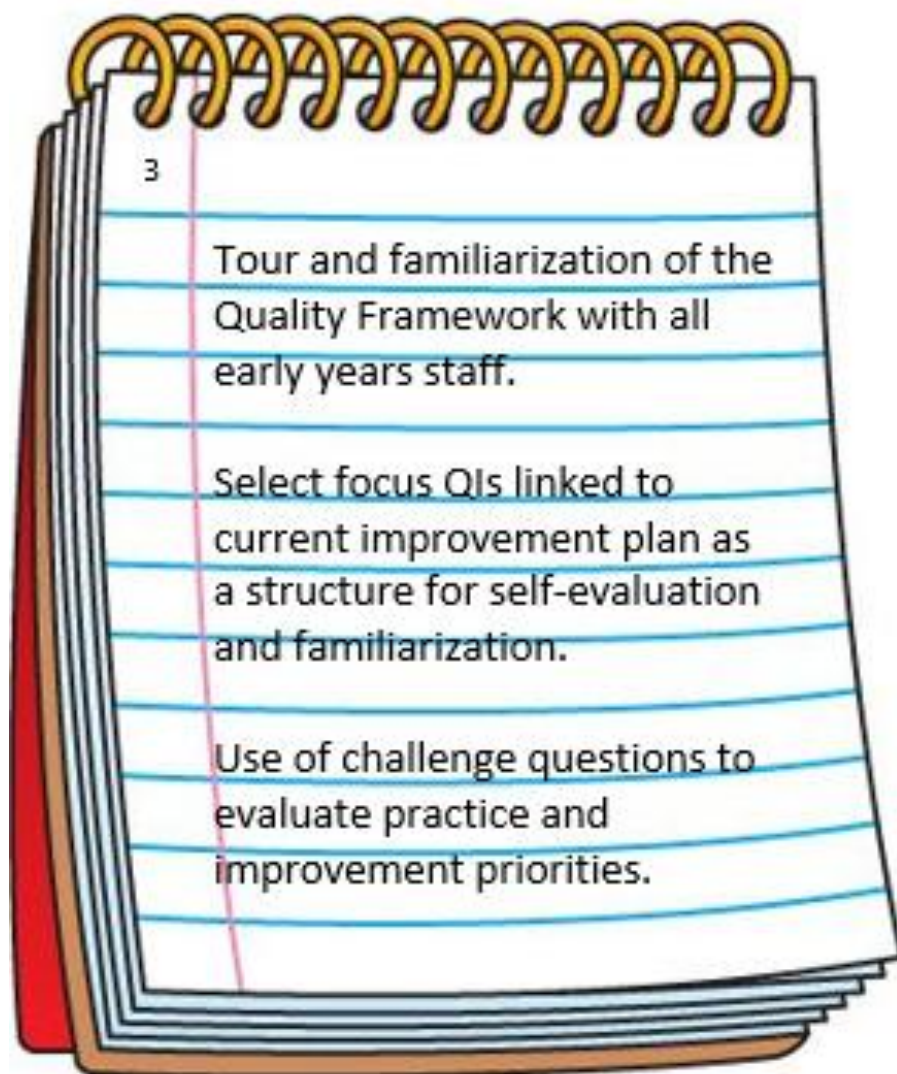 3
Tour and familiarization of the
Quality Framework with all
early years staff.
Select focus QIs linked to
current improvement plan as
a structure for self-evaluation
and familiarization.
Use of challenge questions to
evaluate practice and
improvement priorities.